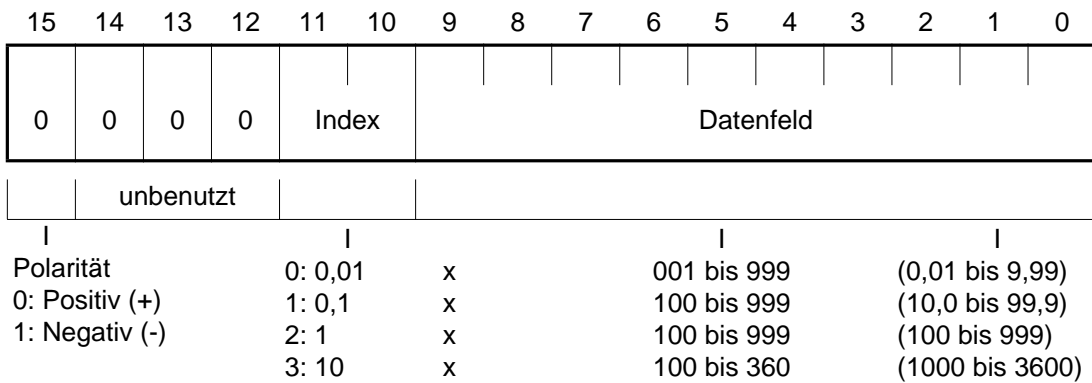 15 14 13 12 11 10 9 8 7 6 5 4 3 2 1 0
0 0 0 0 Index Datenfeld
unbenutzt
Polarität 0: 0,01 x 001 bis 999 (0,01 bis 9,99)
0: Positiv (+) 1: 0,1 x 100 bis 999 (10,0 bis 99,9)
1: Negativ (-) 2: 1 x 100 bis 999 (100 bis 999)
3: 10 x 100 bis 360 (1000 bis 3600)